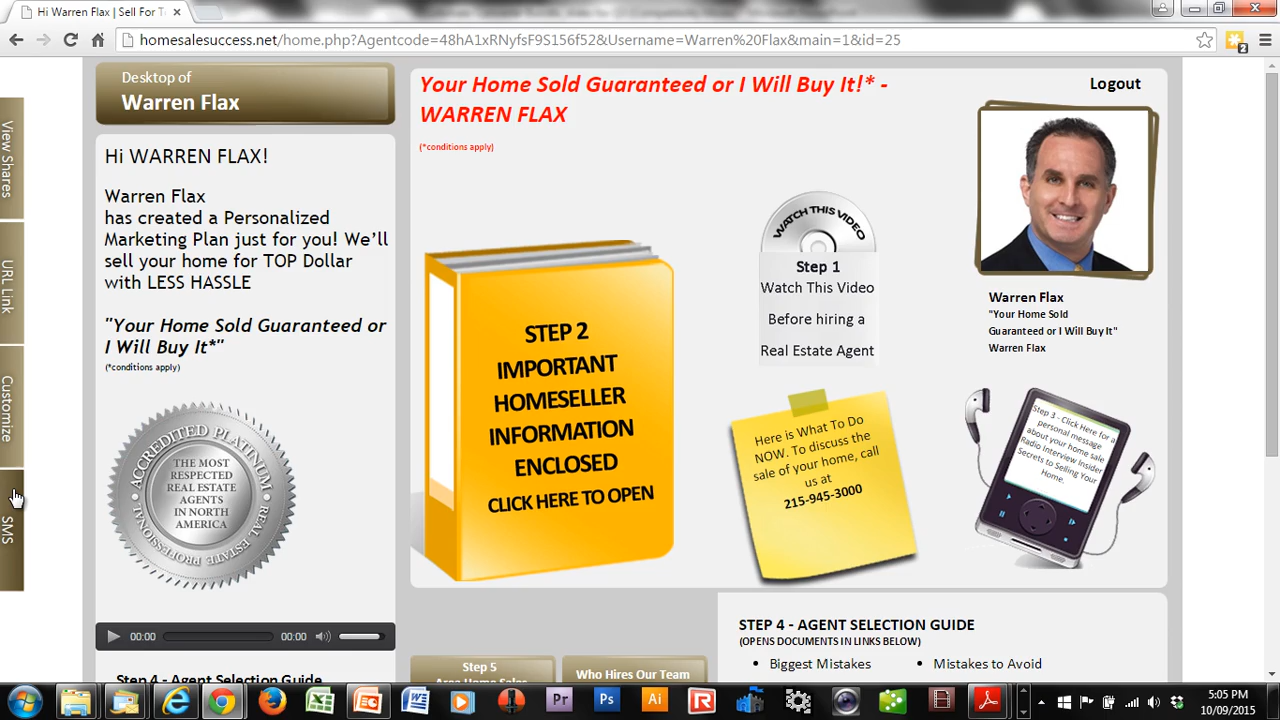 Hi Warren Flax | Sell For T
homesalesuccess.net/home.php?Agentcode=48hA1xRNyfsF9S156f52&Username=Warren%20Flax&main=1&id=25
2
View Shares
URL Link
Customize
SMS
Desktop of
Warren Flax
Hi WARREN FLAX!
Warren Flax
has created a Personalized
Marketing Plan just for you! We'll
sell your home for TOP Dollar
with LESS HASSLE
"Your Home Sold Guaranteed or
I Will Buy It*"
(*conditions apply)
ACCREDITED PLATINUM
THE MOST
RESPECTED
REAL ESTATE
AGENTS
IN NORTH
AMERICA
REAL ESTATE PROFESSIONAL
00:00 00:00
Step 4 - Agent Selection Guide
Your Home Sold Guaranteed or I Will Buy It!* -
WARREN FLAX
(*conditions apply)
Logout
STEP 2
IMPORTANT
HOMESELLER
INFORMATION
ENCLOSED
CLICK HERE TO OPEN
WATCH THIS VIDEO
Step 1
Watch This Video
Before hiring a
Real Estate Agent
Warren Flax
"Your Home Sold
Guaranteed or I Will Buy It"
Warren Flax
Here is What To Do
NOW. To discuss the
sale of your home, call
us at
215-945-3000
Step 3 - Click Here for a
personal message
about your home sale
Radio Interview Insider
Secrets to Selling Your
Home.
STEP 4 - AGENT SELECTION GUIDE
(OPENS DOCUMENTS IN LINKS BELOW)
• Biggest Mistakes
• Mistakes to Avoid
Step 5
Area Home Sales
Who Hires Our Team
Pr
Ps
Ai
5:05 PM
10/09/2015